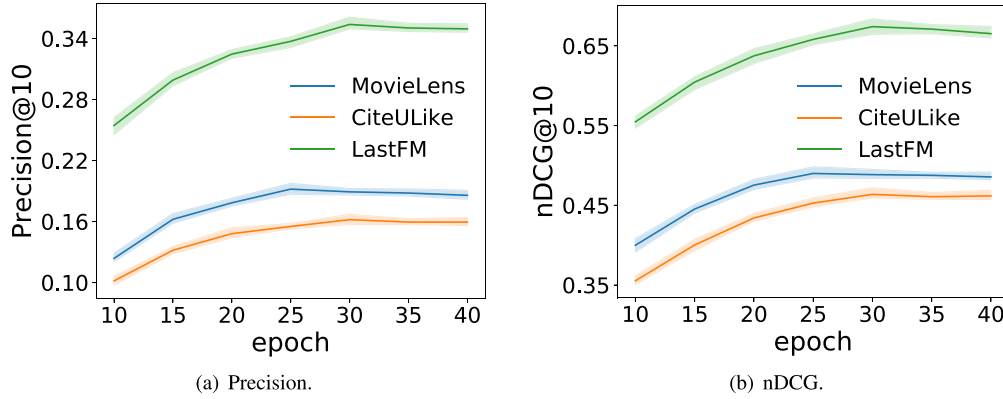 Precision@10
0.34
0.28
0.22
0.16
0.10
MovieLens
CiteULike
LastFM
10 15 20 25 30 35 40
epoch
(a) Precision.
nDCG@10
0.65
0.55
0.45
0.35
MovieLens
CiteULike
LastFM
10 15 20 25 30 35 40
epoch
(b) nDCG.